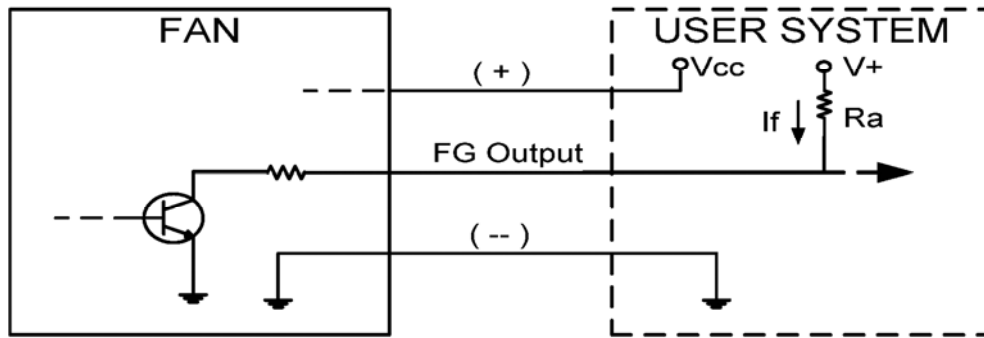 FAN
USER SYSTEM
( + )
Vcc
V+
If
Ra
FG Output
( -- )